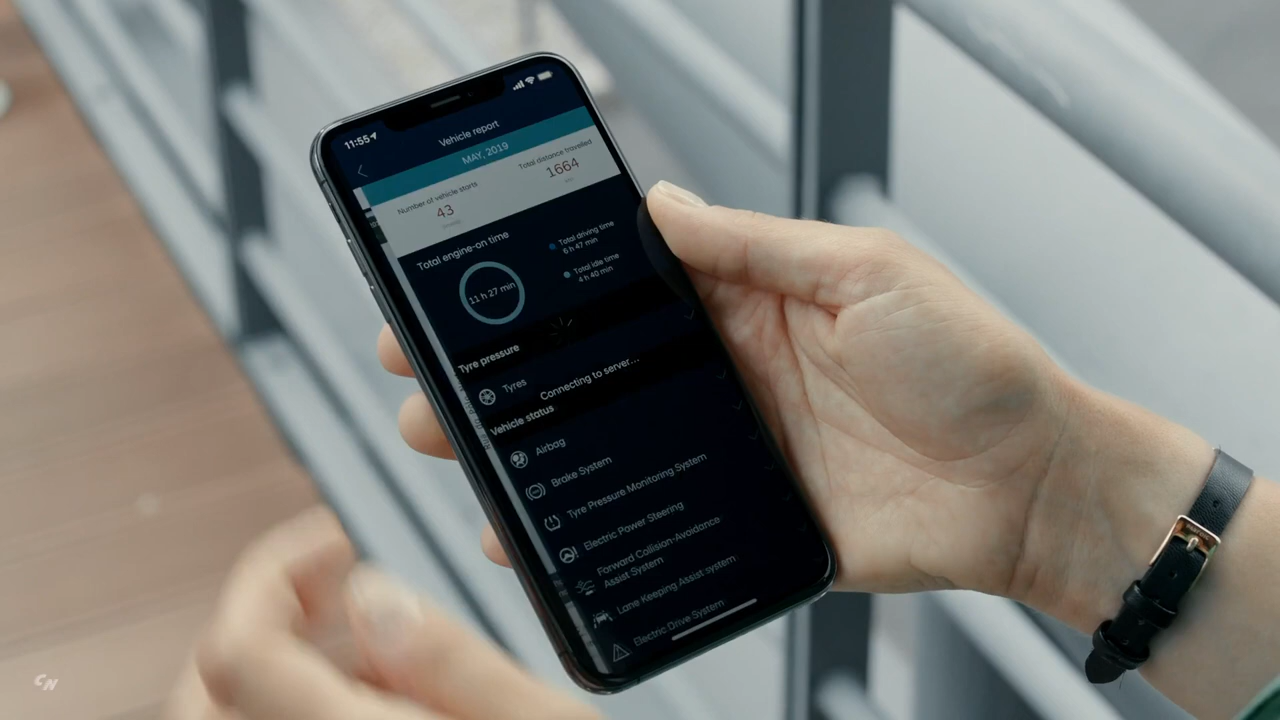 11:55
Vehicle report
MAY, 2019
Number of vehicle starts
43
Total distance travelled
1664
Total engine-on time
11 h 27 min
Total driving time
6 h 47 min
Total idle time
4 h 40 min
Tyre pressure
Tyres
Connecting to server...
Vehicle status
Airbag
Brake System
Tyre Pressure Monitoring System
Electric Power Steering
Forward Collision-Avoidance
Assist System
Lane Keeping Assist system
Electric Drive System
CN